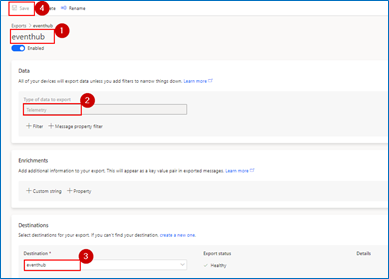 4
Save
Rename
Exports / eventhub
1
eventhub
Enabled
Data
All of your devices will export data unless you add filters to narrow things down. Learn more
Type of data to export
2
Telemetry
+ Filter + Message property filter
Enrichments
Add additional information to your export. This will appear as a key value pair in exported messages. Learn more
+ Custom string + Property
Destinations
Select destinations for your export. If you can't find your destination, create a new one.
3
Destination * Export status Details
eventhub Healthy